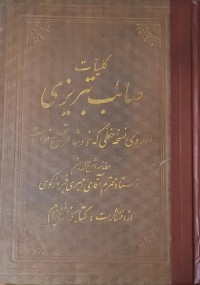 کلیات
صائب تبریزی
از روی نسخه خطی که خود شاعر تصحیح نموده
مقدمه و شرح حال بقلم
استاد محترم آقای امیری فیروزکوهی
از انتشارات کتابفروشی خیام